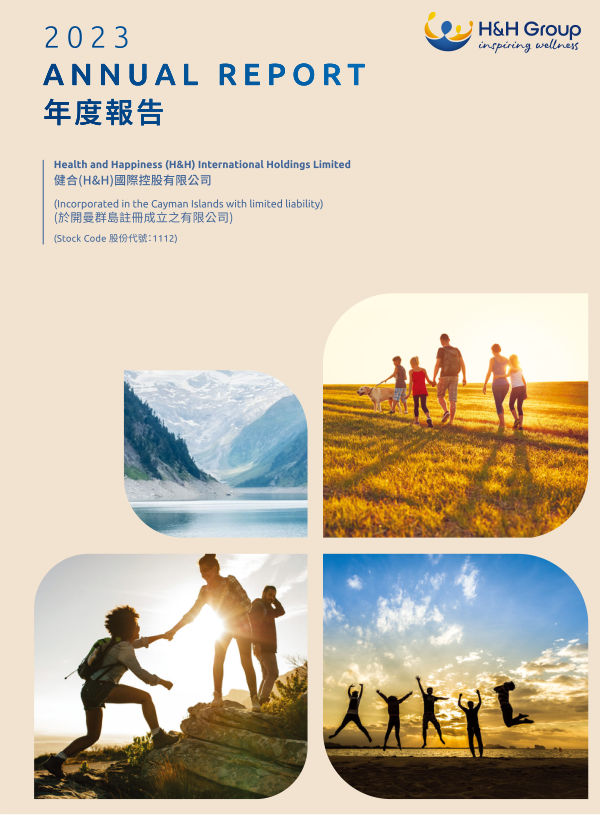 2023
ANNUAL REPORT
年度報告
H&H Group
inspiring wellness
Health and Happiness (H&H) International Holdings Limited
健合(H&H)國際控股有限公司
(Incorporated in the Cayman Islands with limited liability)
(於開曼群島註冊成立之有限公司)
(Stock Code 股份代號：1112)